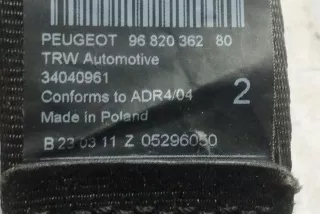 PEUGEOT 96 820 362 80
TRW Automotive
34040961
Conforms to ADR4/04
2
Made in Poland
B 23 03 11 Z 05296050